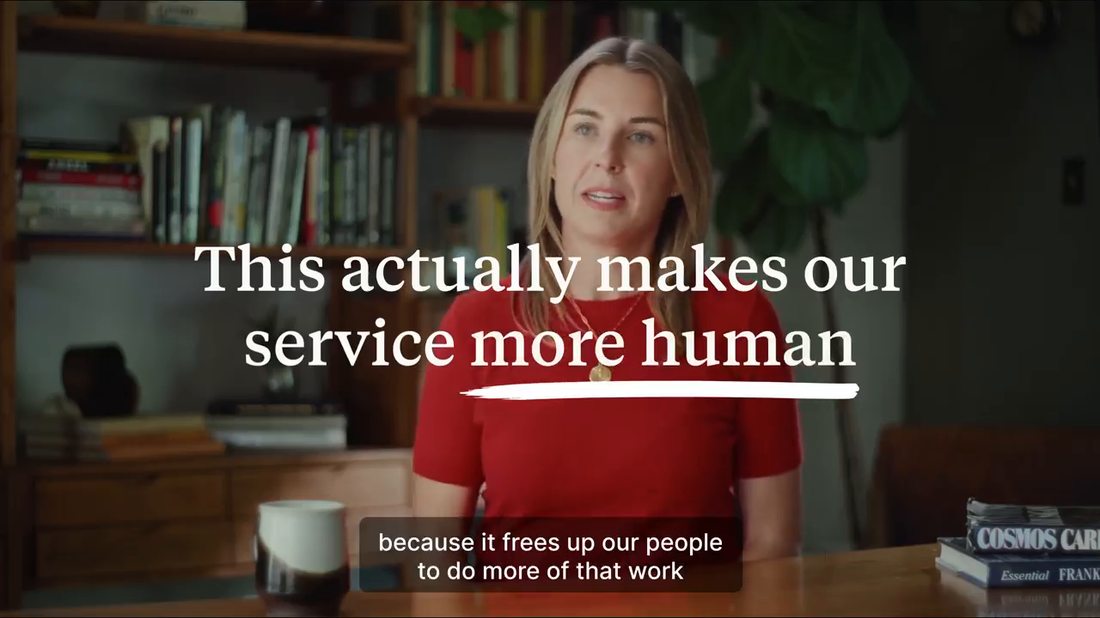 This actually makes our
service more human
because it frees up our people
to do more of that work
COSMOS
Essential FRANK